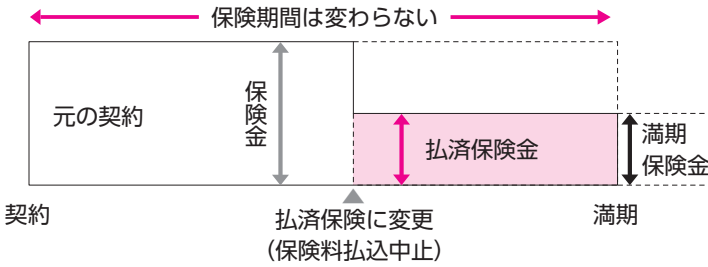 保険期間は変わらない
元の契約
保険金
払済保険金
満期
保険金
契約
払済保険に変更
(保険料払込中止)
満期